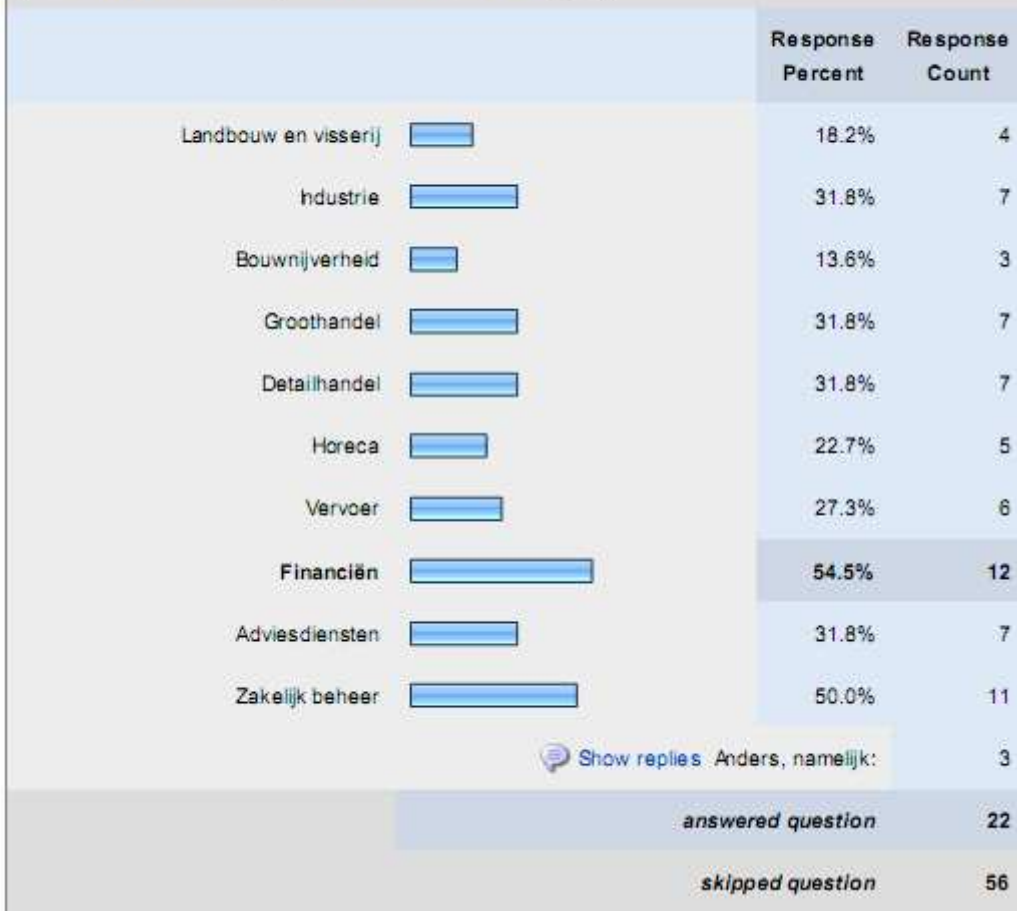 Response Percent Response Count
Landbouw en visserij 18.2% 4
Industrie 31.8% 7
Bouwnijverheid 13.6% 3
Groothandel 31.8% 7
Detailhandel 31.8% 7
Horeca 22.7% 5
Vervoer 27.3% 6
Financiën 54.5% 12
Adviesdiensten 31.8% 7
Zakelijk beheer 50.0% 11
Show replies Anders, namelijk: 3
answered question 22
skipped question 56